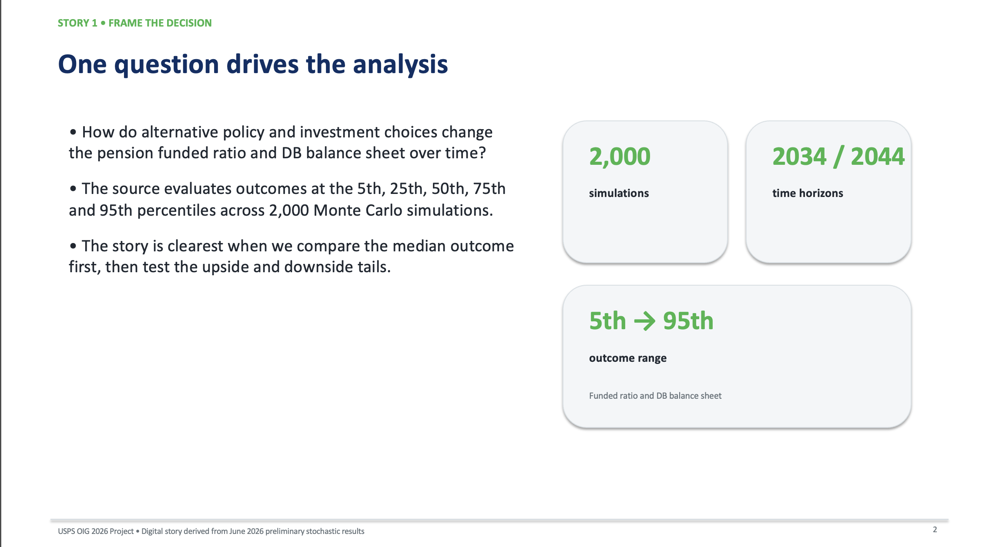 STORY 1 • FRAME THE DECISION
One question drives the analysis
• How do alternative policy and investment choices change
the pension funded ratio and DB balance sheet over time?
• The source evaluates outcomes at the 5th, 25th, 50th, 75th
and 95th percentiles across 2,000 Monte Carlo simulations.
• The story is clearest when we compare the median outcome
first, then test the upside and downside tails.
2,000
simulations
2034 / 2044
time horizons
5th → 95th
outcome range
Funded ratio and DB balance sheet
USPS OIG 2026 Project • Digital story derived from June 2026 preliminary stochastic results
2